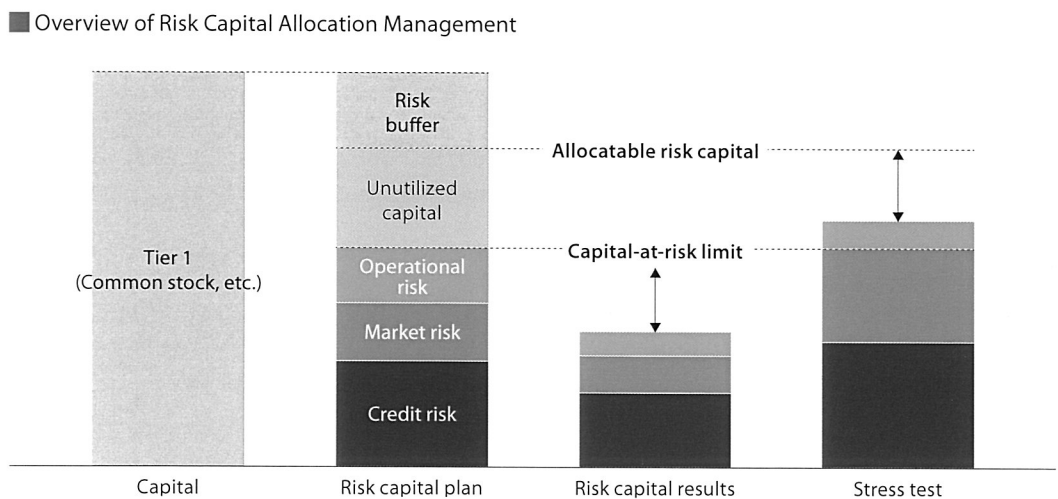 Overview of Risk Capital Allocation Management
Risk
buffer
Allocatable risk capital
Unutilized
capital
Tier 1
(Common stock, etc.)
Capital-at-risk limit
Operational
risk
Market risk
Credit risk
Capital
Risk capital plan
Risk capital results
Stress test